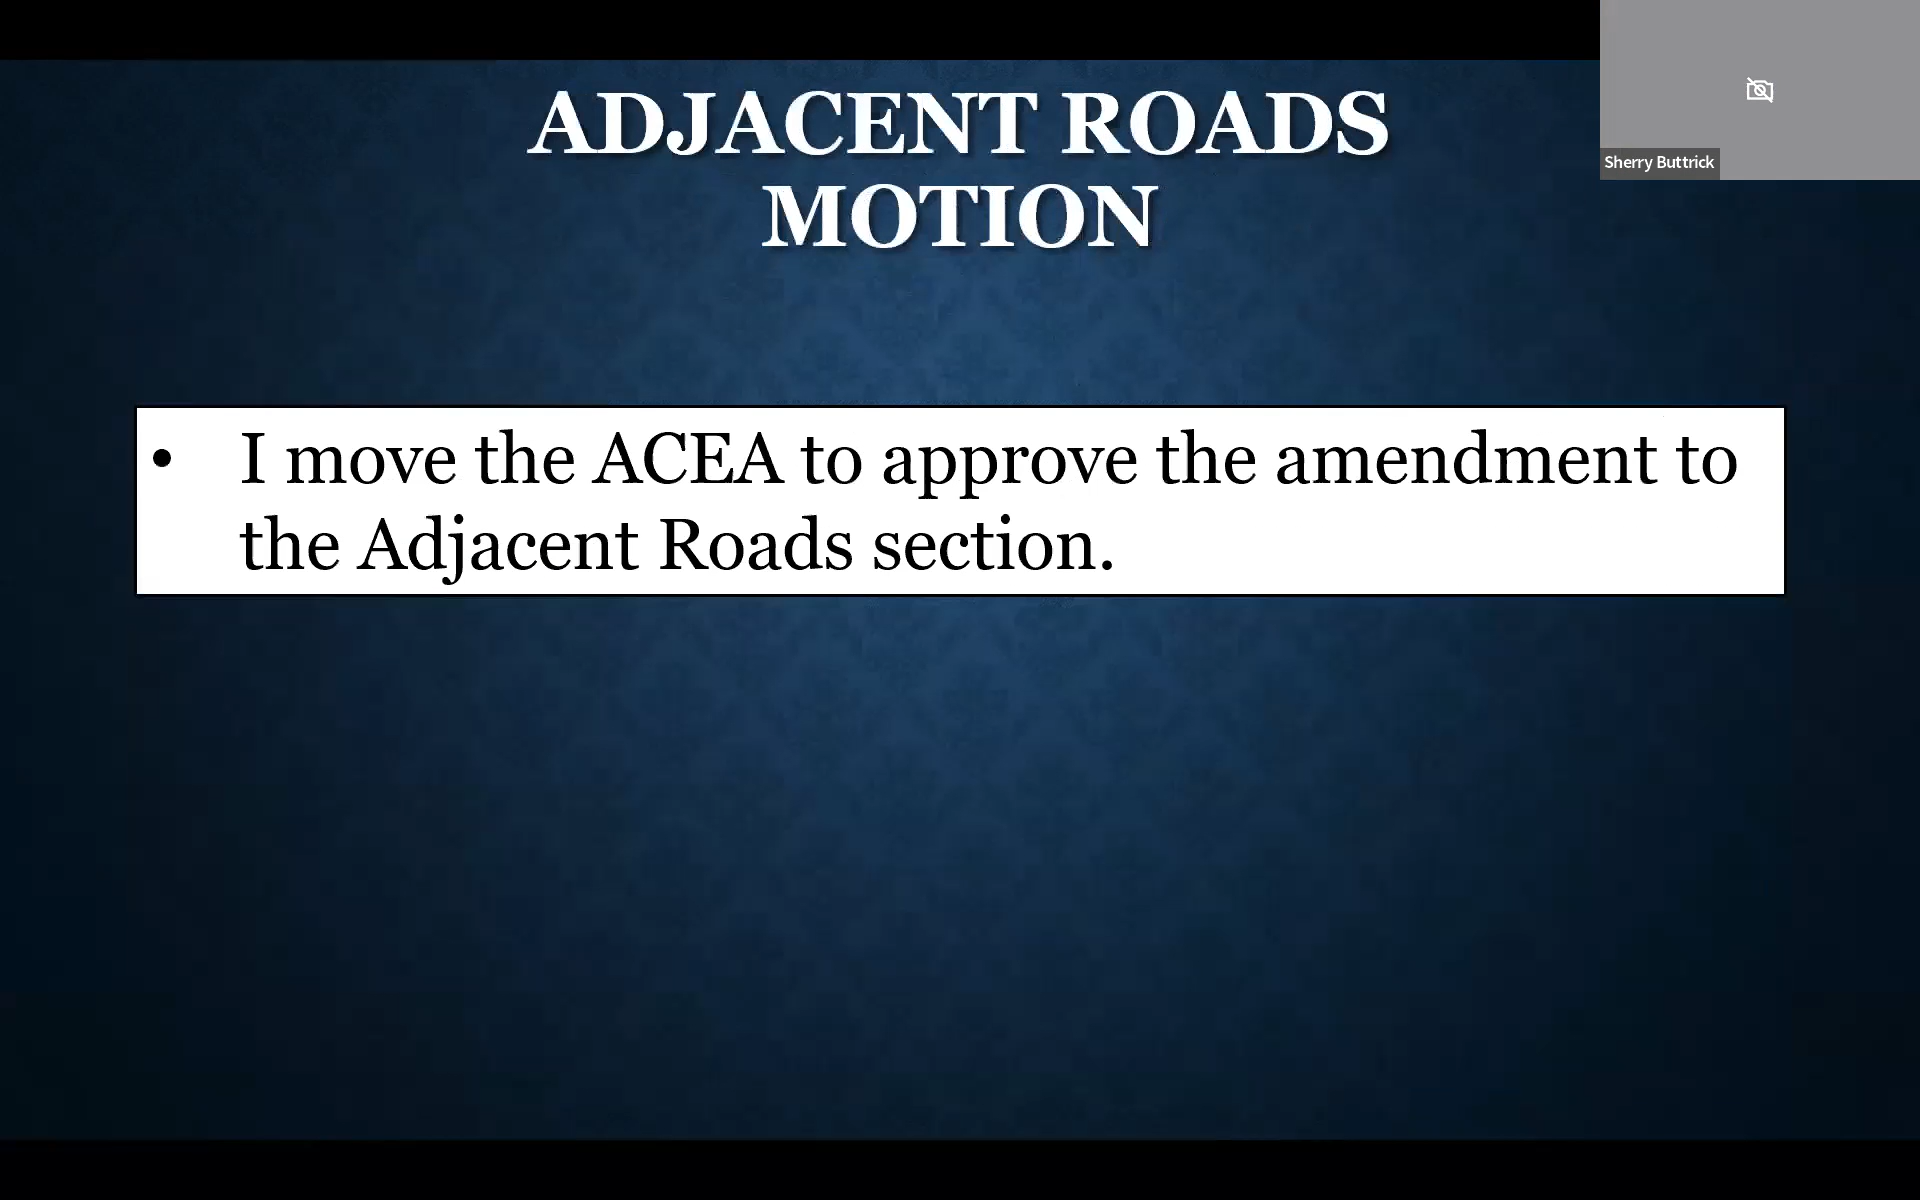 ADJACENT ROADS
MOTION
Sherry Buttrick
• I move the ACEA to approve the amendment to
the Adjacent Roads section.